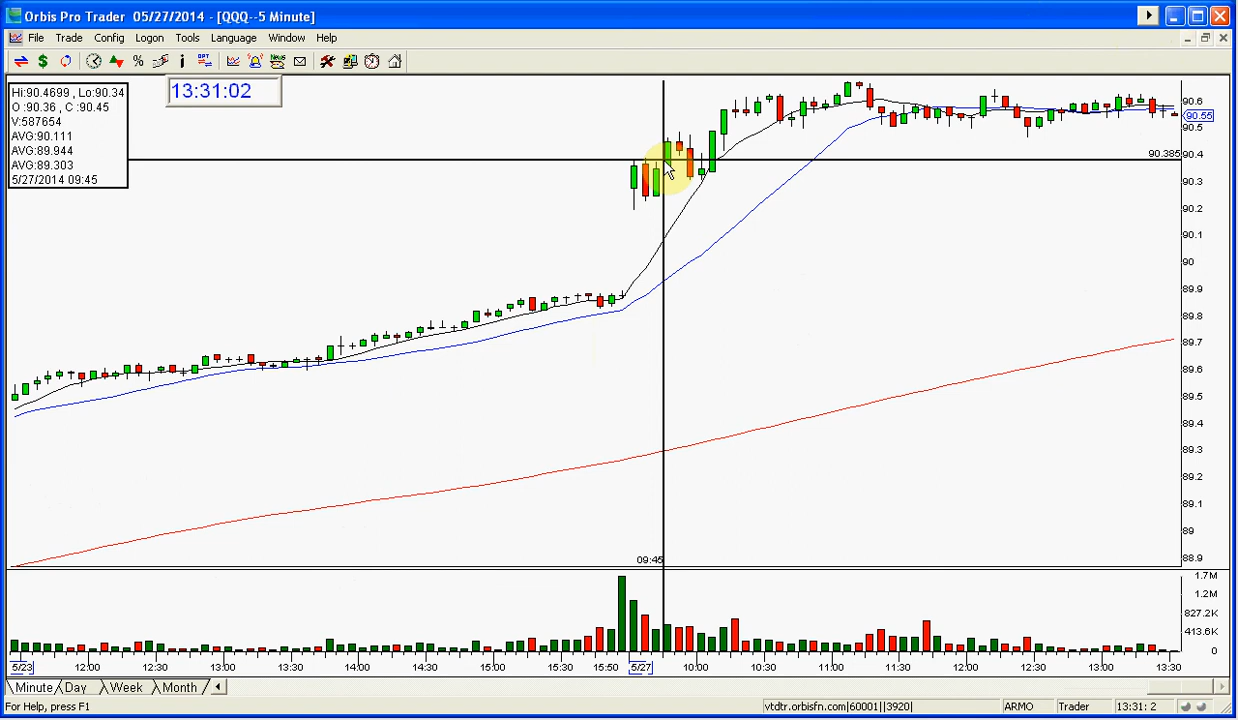 Orbis Pro Trader 05/27/2014 - [QQQ--5 Minute]
File Trade Config Logon Tools Language Window Help
$ % i OPT News
Hi:90.4699 , Lo:90.34
O :90.36 , C :90.45
V:587654
AVG:90.111
AVG:89.944
AVG:89.303
5/27/2014 09:45
13:31:02
90.6
90.55
90.5
90.385
90.4
90.3
90.2
90.1
90
89.9
89.8
89.7
89.6
89.5
89.4
89.3
89.2
89.1
89
88.9
09:45
1.7M
1.2M
827.2K
413.6K
0
5/23 12:00 12:30 13:00 13:30 14:00 14:30 15:00 15:30 15:50 5/27 10:00 10:30 11:00 11:30 12:00 12:30 13:00 13:30
Minute Day Week Month
For Help, press F1 vtdtr.orbisfn.com|60001||3920| ARMO Trader 13:31: 2